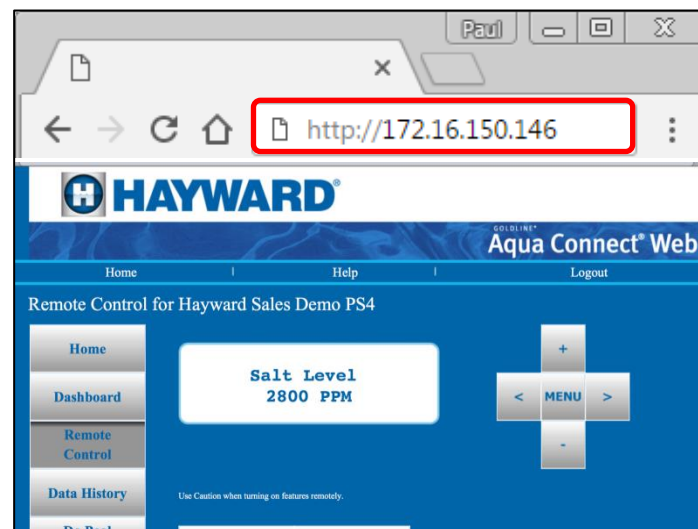 Paul
http://172.16.150.146
H HAYWARD®
GOLDLINE®
Aqua Connect® Web
Home | Help | Logout
Remote Control for Hayward Sales Demo PS4
Home
Dashboard
Remote
Control
Data History
Salt Level
2800 PPM
+
< MENU >
-
Use Caution when turning on features remotely.